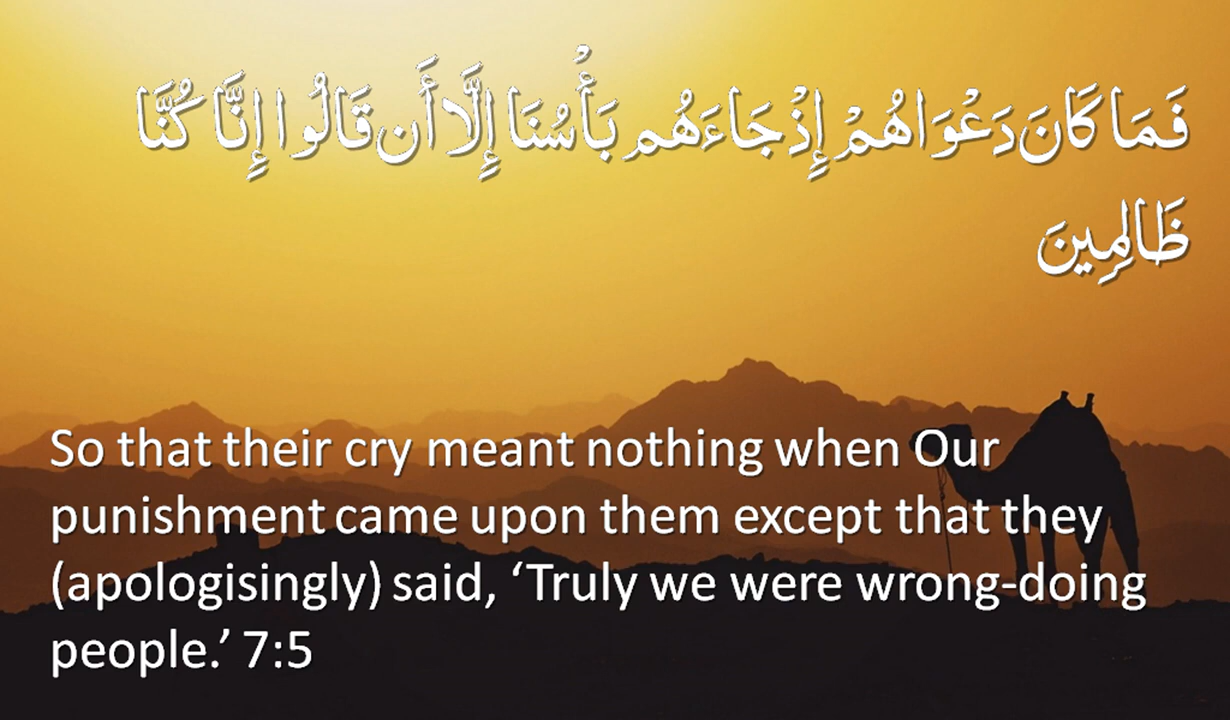 فَمَا كَانَ دَعْوَاهُمْ إِذْ جَاءَهُم بَأْسُنَا إِلَّا أَن قَالُوا إِنَّا كُنَّا
ظَالِمِينَ
So that their cry meant nothing when Our
punishment came upon them except that they
(apologisingly) said, ‘Truly we were wrong-doing
people.’ 7:5